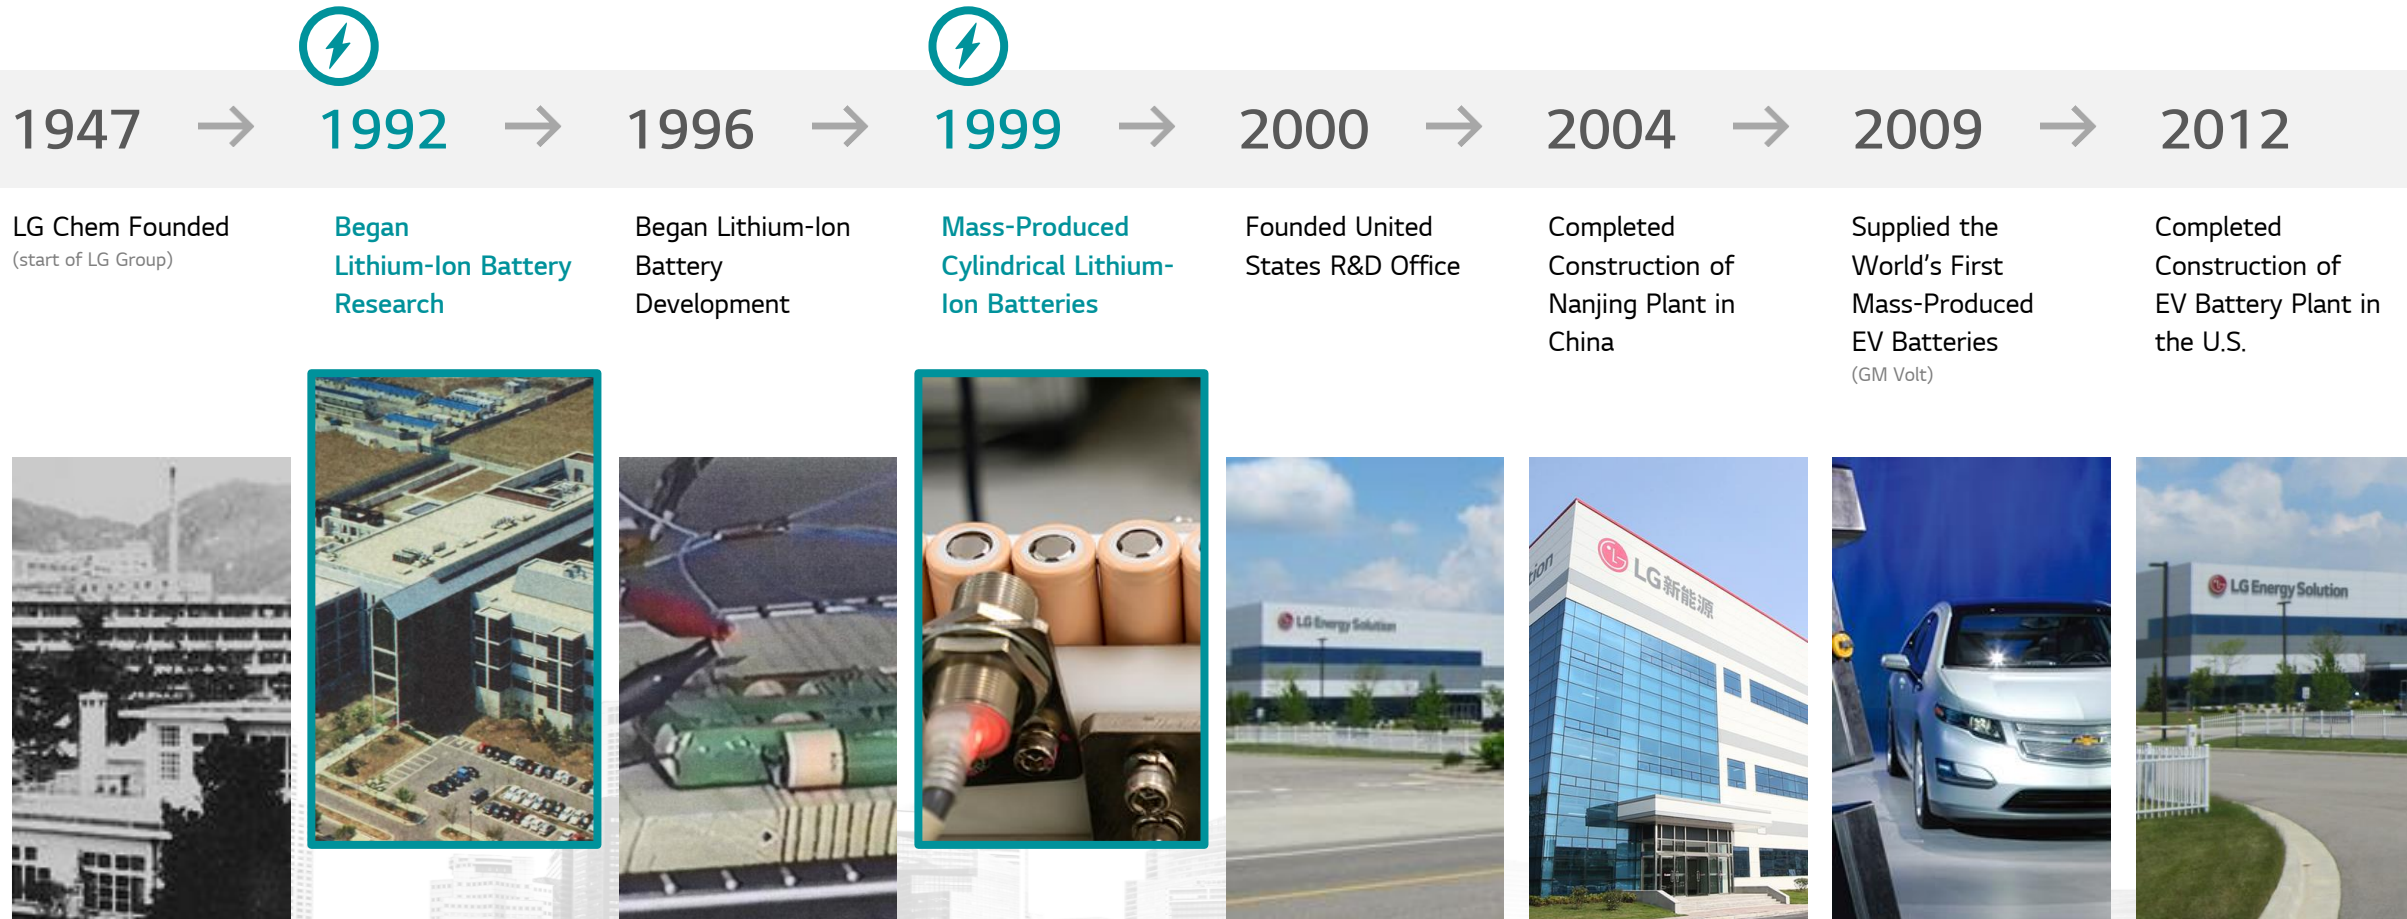 1947 → 1992 → 1996 → 1999 → 2000 → 2004 → 2009 → 2012
LG Chem Founded
(start of LG Group)
Began
Lithium-Ion Battery
Research
Began Lithium-Ion
Battery
Development
Mass-Produced
Cylindrical Lithium-
Ion Batteries
Founded United
States R&D Office
Completed
Construction of
Nanjing Plant in
China
Supplied the
World's First
Mass-Produced
EV Batteries
(GM Volt)
Completed
Construction of
EV Battery Plant in
the U.S.
LG Energy Solution
tion
LG新能源
LG Energy Solution